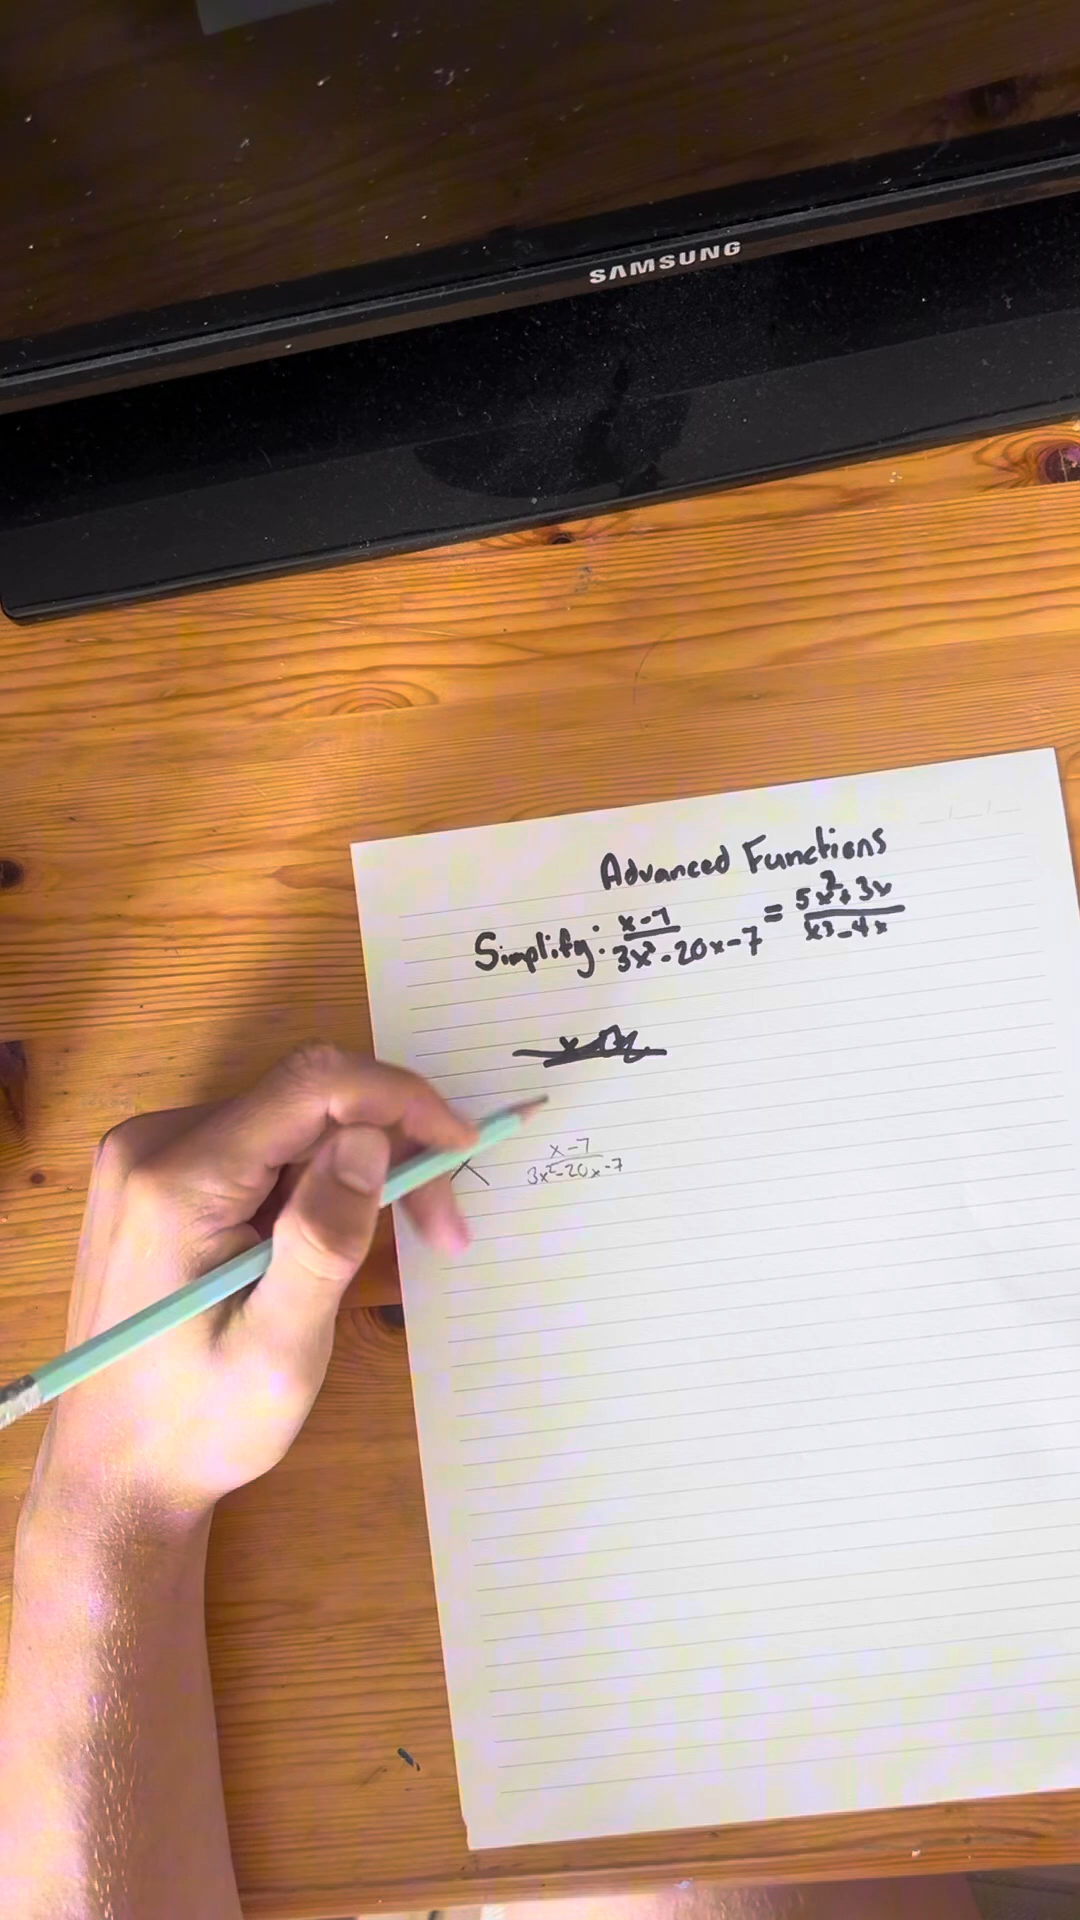 SAMSUNG
Advanced Functions
Simplify: x-7 / 3x²-20x-7 = 5x²+3x / x³-4x
x-7 / 3x²-20x-7